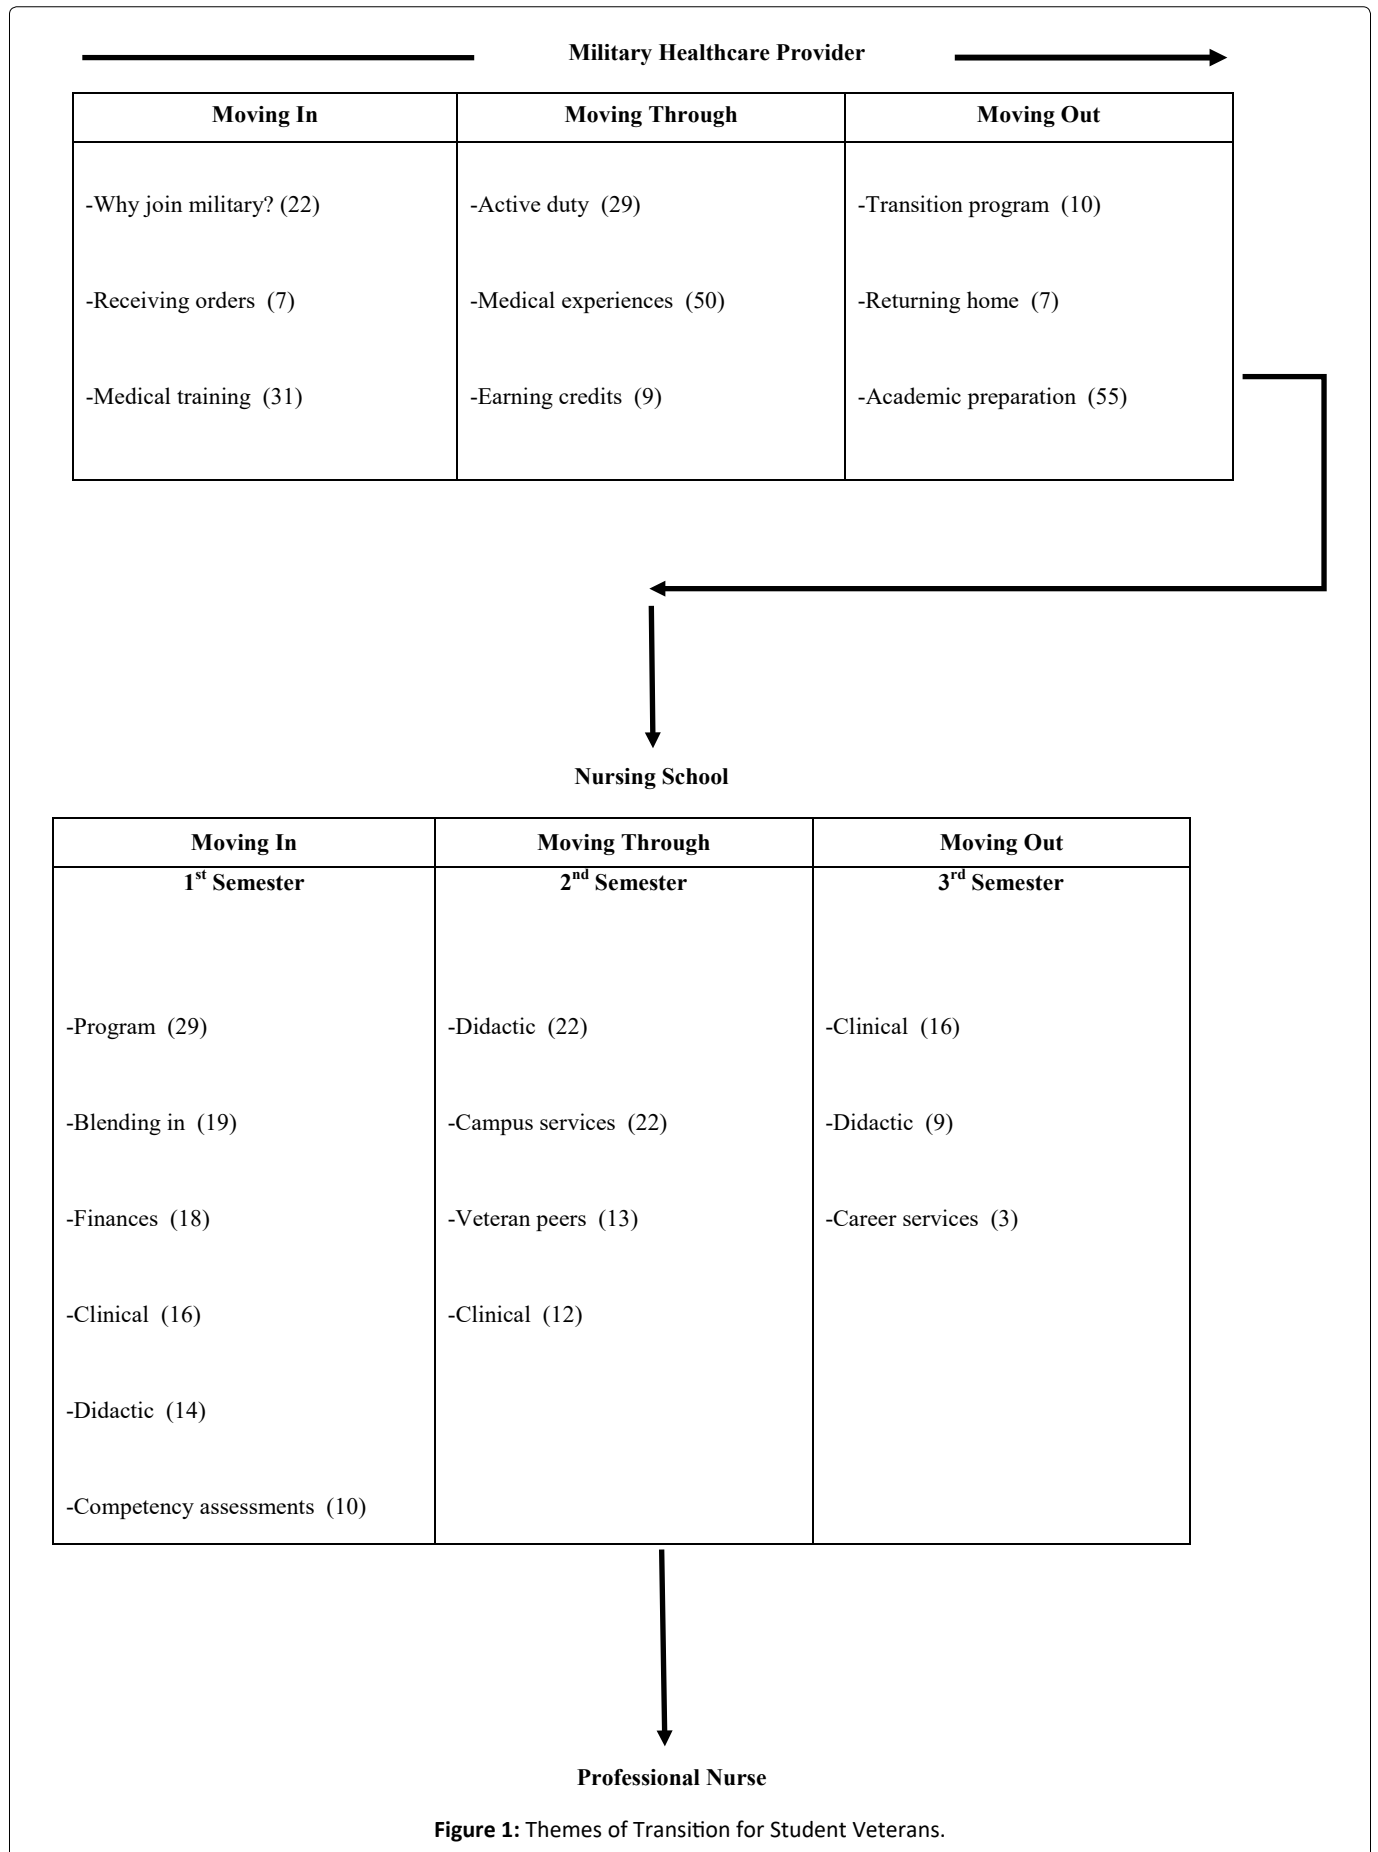 Military Healthcare Provider
Moving In Moving Through Moving Out
-Why join military? (22) -Active duty (29) -Transition program (10)
-Receiving orders (7) -Medical experiences (50) -Returning home (7)
-Medical training (31) -Earning credits (9) -Academic preparation (55)
Nursing School
Moving In Moving Through Moving Out
1st Semester 2nd Semester 3rd Semester
-Program (29) -Didactic (22) -Clinical (16)
-Blending in (19) -Campus services (22) -Didactic (9)
-Finances (18) -Veteran peers (13) -Career services (3)
-Clinical (16) -Clinical (12)
-Didactic (14)
-Competency assessments (10)
Professional Nurse
Figure 1: Themes of Transition for Student Veterans.